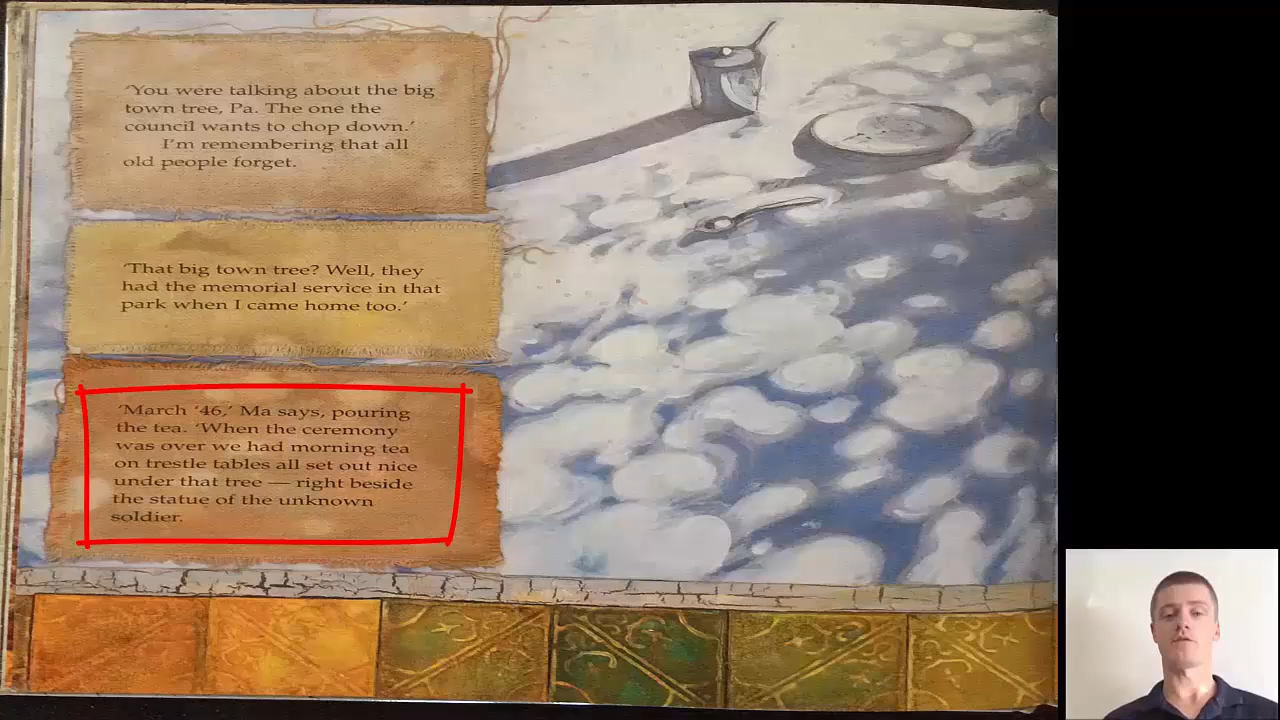 ‘You were talking about the big
town tree, Pa. The one the
council wants to chop down.’
I’m remembering that all
old people forget.
‘That big town tree? Well, they
had the memorial service in that
park when I came home too.’
‘March ‘46,’ Ma says, pouring
the tea. ‘When the ceremony
was over we had morning tea
on trestle tables all set out nice
under that tree — right beside
the statue of the unknown
soldier.